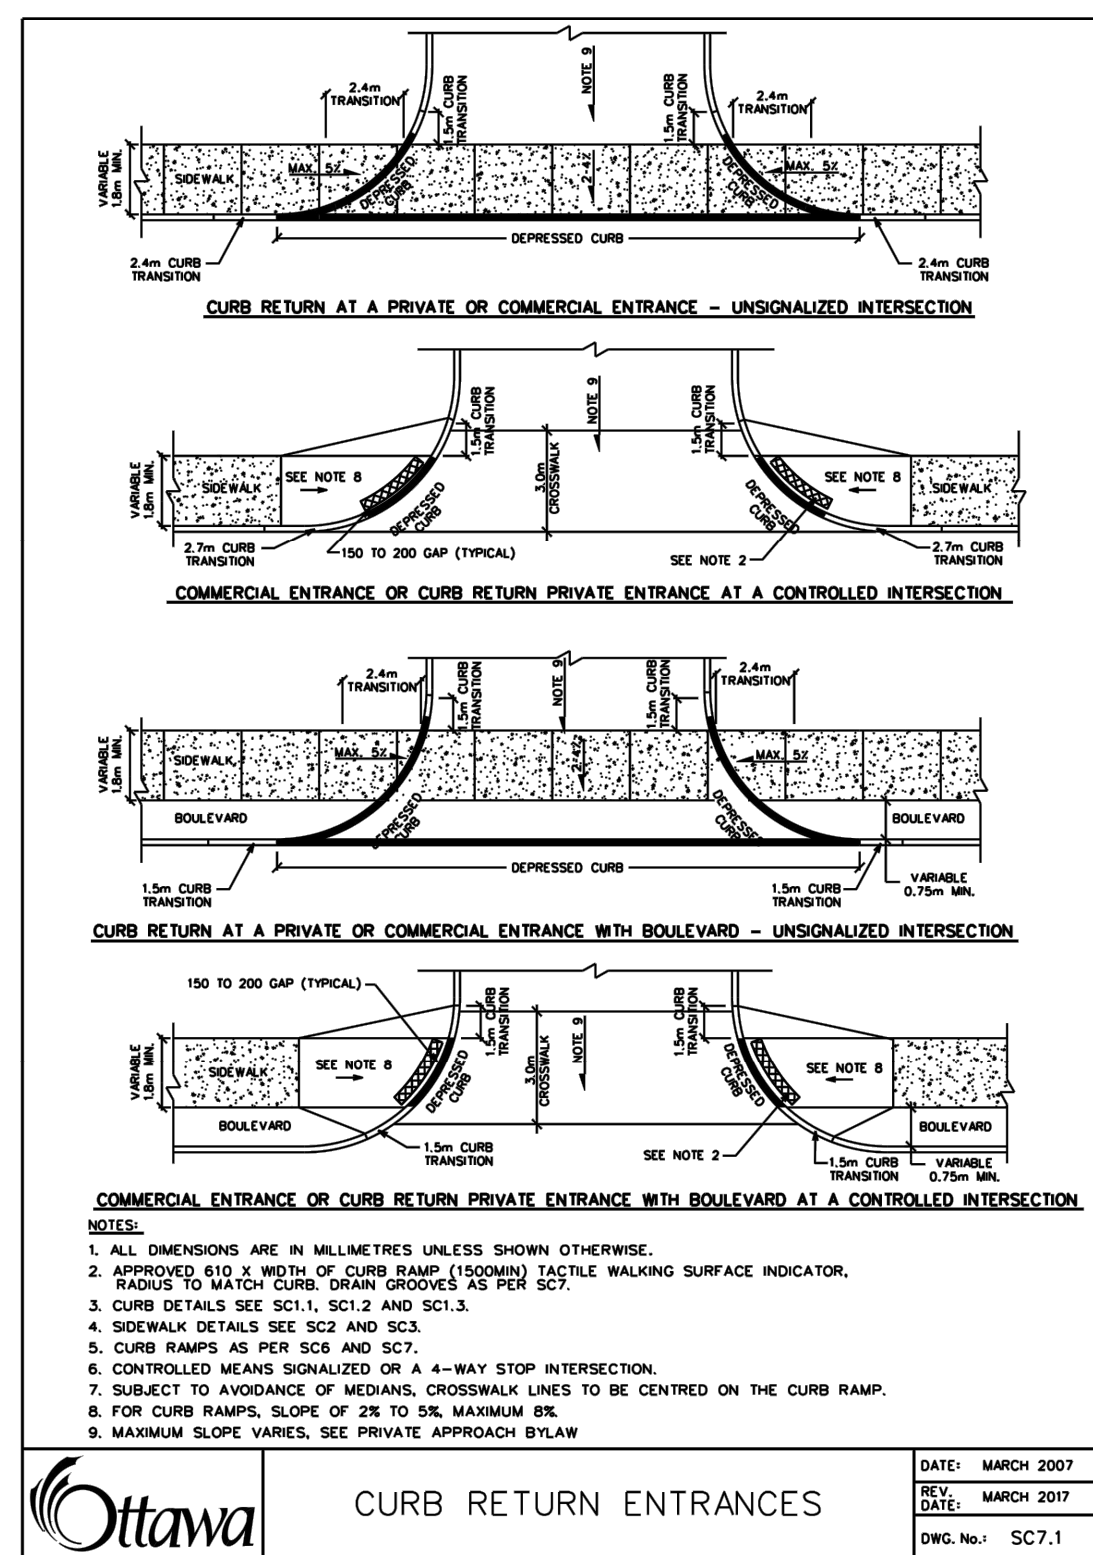 2.4m
TRANSITION
1.5m CURB
TRANSITION
NOTE 9
1.5m CURB
TRANSITION
2.4m
TRANSITION
VARIABLE
1.8m MIN.
SIDEWALK
MAX. 5%
DEPRESSED
CURB
2-4%
DEPRESSED
CURB
MAX. 5%
DEPRESSED CURB
2.4m CURB
TRANSITION
2.4m CURB
TRANSITION
CURB RETURN AT A PRIVATE OR COMMERCIAL ENTRANCE - UNSIGNALIZED INTERSECTION
1.5m CURB
TRANSITION
NOTE 9
1.5m CURB
TRANSITION
VARIABLE
1.8m MIN.
SIDEWALK
SEE NOTE 8
DEPRESSED
CURB
3.0m
CROSSWALK
DEPRESSED
CURB
SEE NOTE 8
SIDEWALK
2.7m CURB
TRANSITION
150 TO 200 GAP (TYPICAL)
SEE NOTE 2
2.7m CURB
TRANSITION
COMMERCIAL ENTRANCE OR CURB RETURN PRIVATE ENTRANCE AT A CONTROLLED INTERSECTION
2.4m
TRANSITION
1.5m CURB
TRANSITION
NOTE 9
1.5m CURB
TRANSITION
2.4m
TRANSITION
VARIABLE
1.8m MIN.
SIDEWALK
MAX. 5%
2-4%
MAX. 5%
BOULEVARD
DEPRESSED
CURB
DEPRESSED
CURB
BOULEVARD
DEPRESSED CURB
1.5m CURB
TRANSITION
1.5m CURB
TRANSITION
VARIABLE
0.75m MIN.
CURB RETURN AT A PRIVATE OR COMMERCIAL ENTRANCE WITH BOULEVARD - UNSIGNALIZED INTERSECTION
150 TO 200 GAP (TYPICAL)
1.5m CURB
TRANSITION
NOTE 9
1.5m CURB
TRANSITION
VARIABLE
1.8m MIN.
SIDEWALK
SEE NOTE 8
DEPRESSED
CURB
3.0m
CROSSWALK
DEPRESSED
CURB
SEE NOTE 8
SIDEWALK
BOULEVARD
BOULEVARD
1.5m CURB
TRANSITION
SEE NOTE 2
1.5m CURB
TRANSITION
VARIABLE
0.75m MIN.
COMMERCIAL ENTRANCE OR CURB RETURN PRIVATE ENTRANCE WITH BOULEVARD AT A CONTROLLED INTERSECTION
NOTES:
1. ALL DIMENSIONS ARE IN MILLIMETRES UNLESS SHOWN OTHERWISE.
2. APPROVED 610 X WIDTH OF CURB RAMP (1500MIN) TACTILE WALKING SURFACE INDICATOR,
RADIUS TO MATCH CURB. DRAIN GROOVES AS PER SC7.
3. CURB DETAILS SEE SC1.1, SC1.2 AND SC1.3.
4. SIDEWALK DETAILS SEE SC2 AND SC3.
5. CURB RAMPS AS PER SC6 AND SC7.
6. CONTROLLED MEANS SIGNALIZED OR A 4-WAY STOP INTERSECTION.
7. SUBJECT TO AVOIDANCE OF MEDIANS, CROSSWALK LINES TO BE CENTRED ON THE CURB RAMP.
8. FOR CURB RAMPS, SLOPE OF 2% TO 5%, MAXIMUM 8%.
9. MAXIMUM SLOPE VARIES, SEE PRIVATE APPROACH BYLAW
Ottawa
CURB RETURN ENTRANCES
DATE: MARCH 2007
REV. DATE: MARCH 2017
DWG. No.: SC7.1